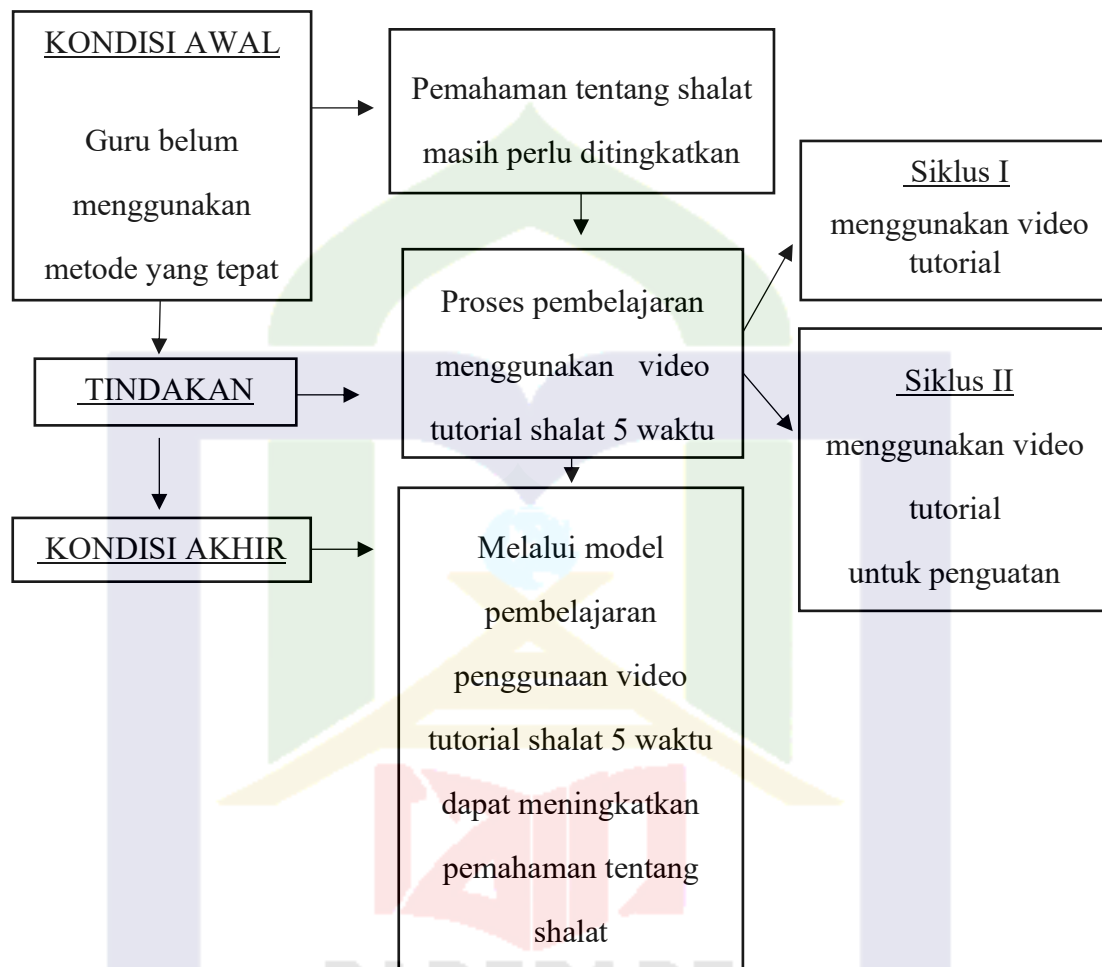 KONDISI AWAL
Guru belum
menggunakan
metode yang tepat
Pemahaman tentang shalat
masih perlu ditingkatkan
Siklus I
menggunakan video
tutorial
Proses pembelajaran
menggunakan video
tutorial shalat 5 waktu
TINDAKAN
Siklus II
menggunakan video
tutorial
untuk penguatan
KONDISI AKHIR
Melalui model
pembelajaran
penggunaan video
tutorial shalat 5 waktu
dapat meningkatkan
pemahaman tentang
shalat